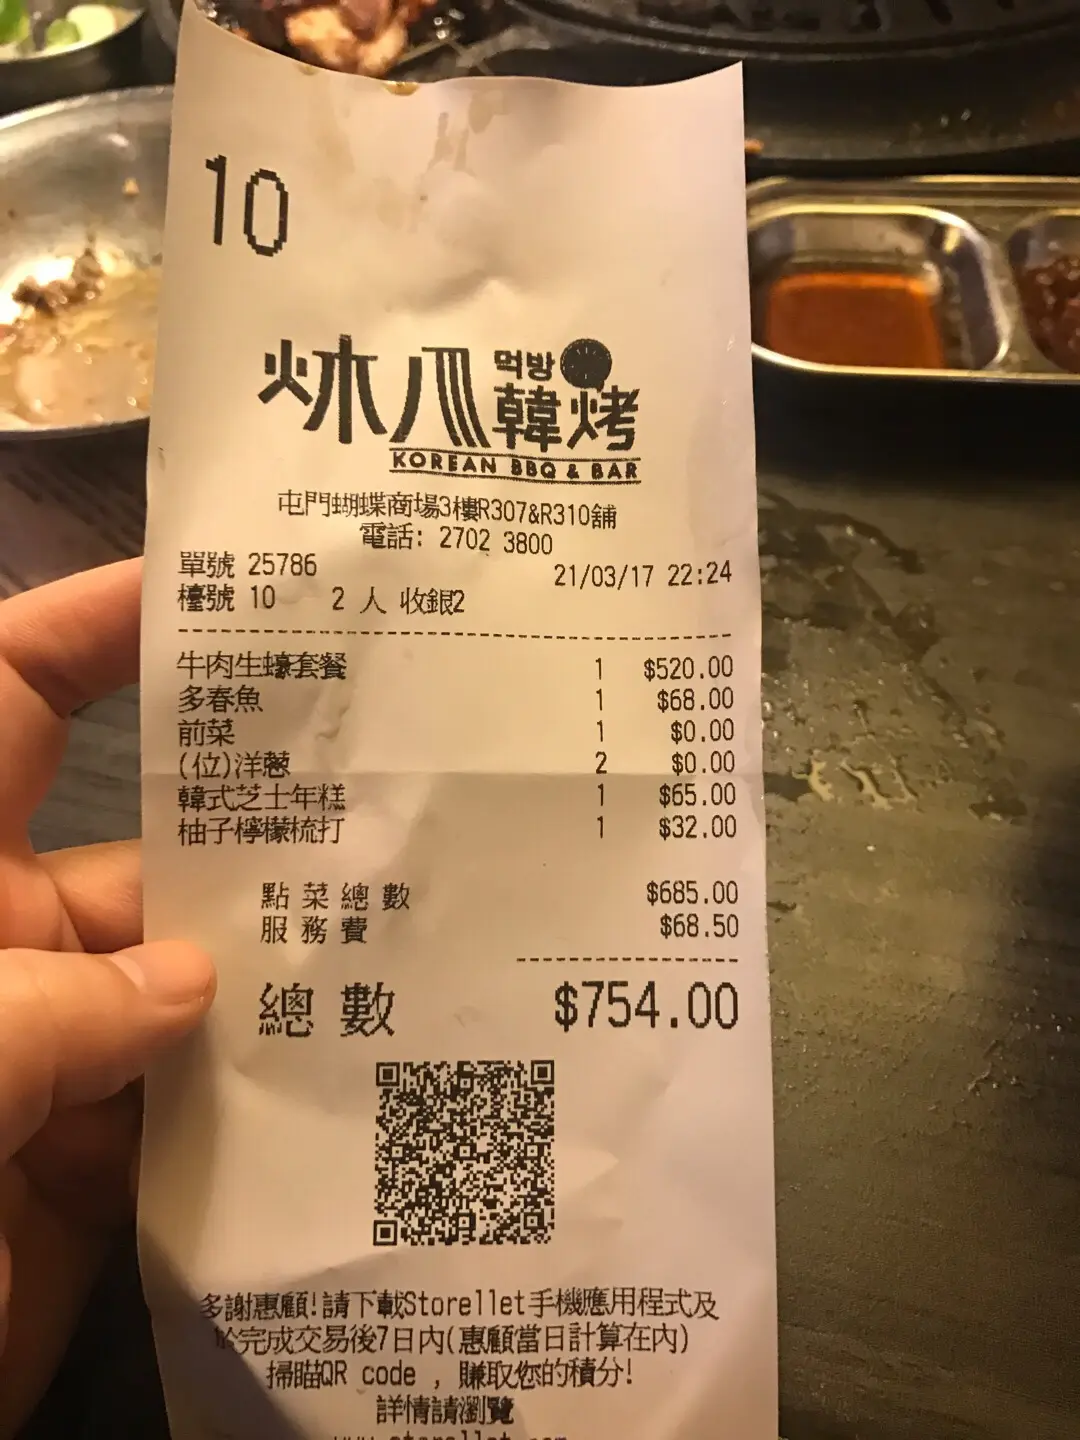 10
炑八 먹방 韓烤
KOREAN BBQ & BAR
屯門蝴蝶商場3樓R307&R310舖
電話: 2702 3800
單號 25786 21/03/17 22:24
檯號 10 2 人 收銀2
牛肉生蠔套餐 1 $520.00
多春魚 1 $68.00
前菜 1 $0.00
(位)洋蔥 2 $0.00
韓式芝士年糕 1 $65.00
柚子檸檬梳打 1 $32.00
點菜總數 $685.00
服務費 $68.50
總數 $754.00
多謝惠顧!請下載Storellet手機應用程式及
於完成交易後7日內(惠顧當日計算在內)
掃瞄QR code , 賺取您的積分!
詳情請瀏覽